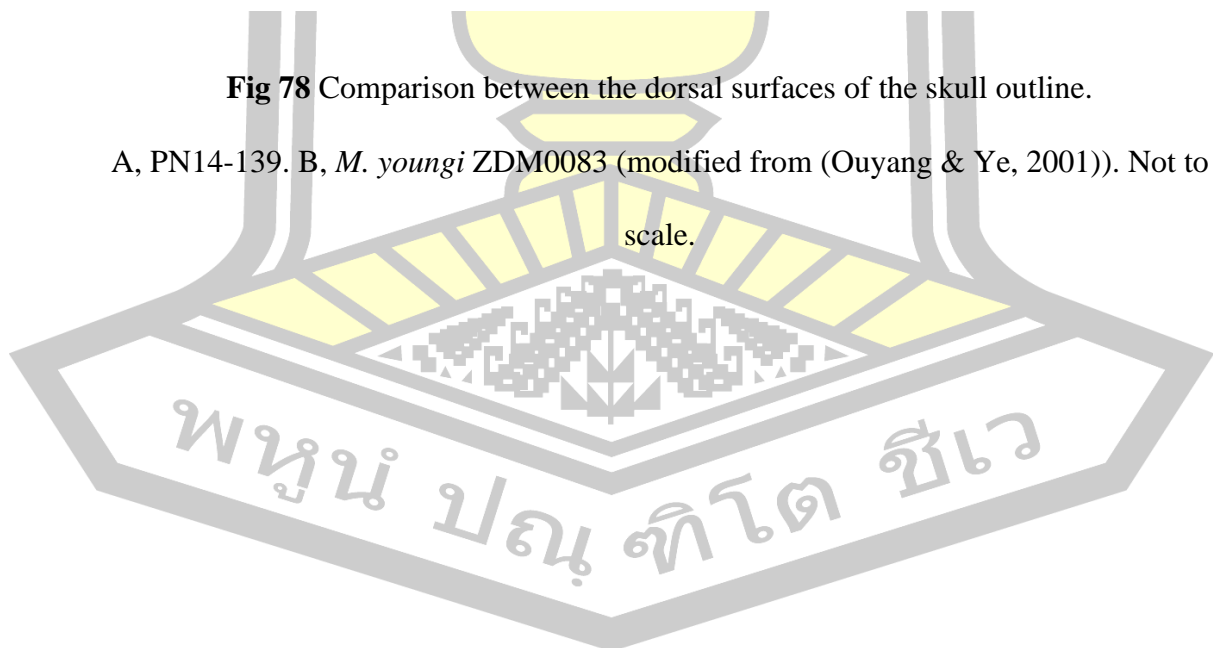 Fig 78 Comparison between the dorsal surfaces of the skull outline.
A, PN14-139. B, M. youngi ZDM0083 (modified from (Ouyang & Ye, 2001)). Not to
scale.
พหูนํ ปณฺฑิโต ชีเว